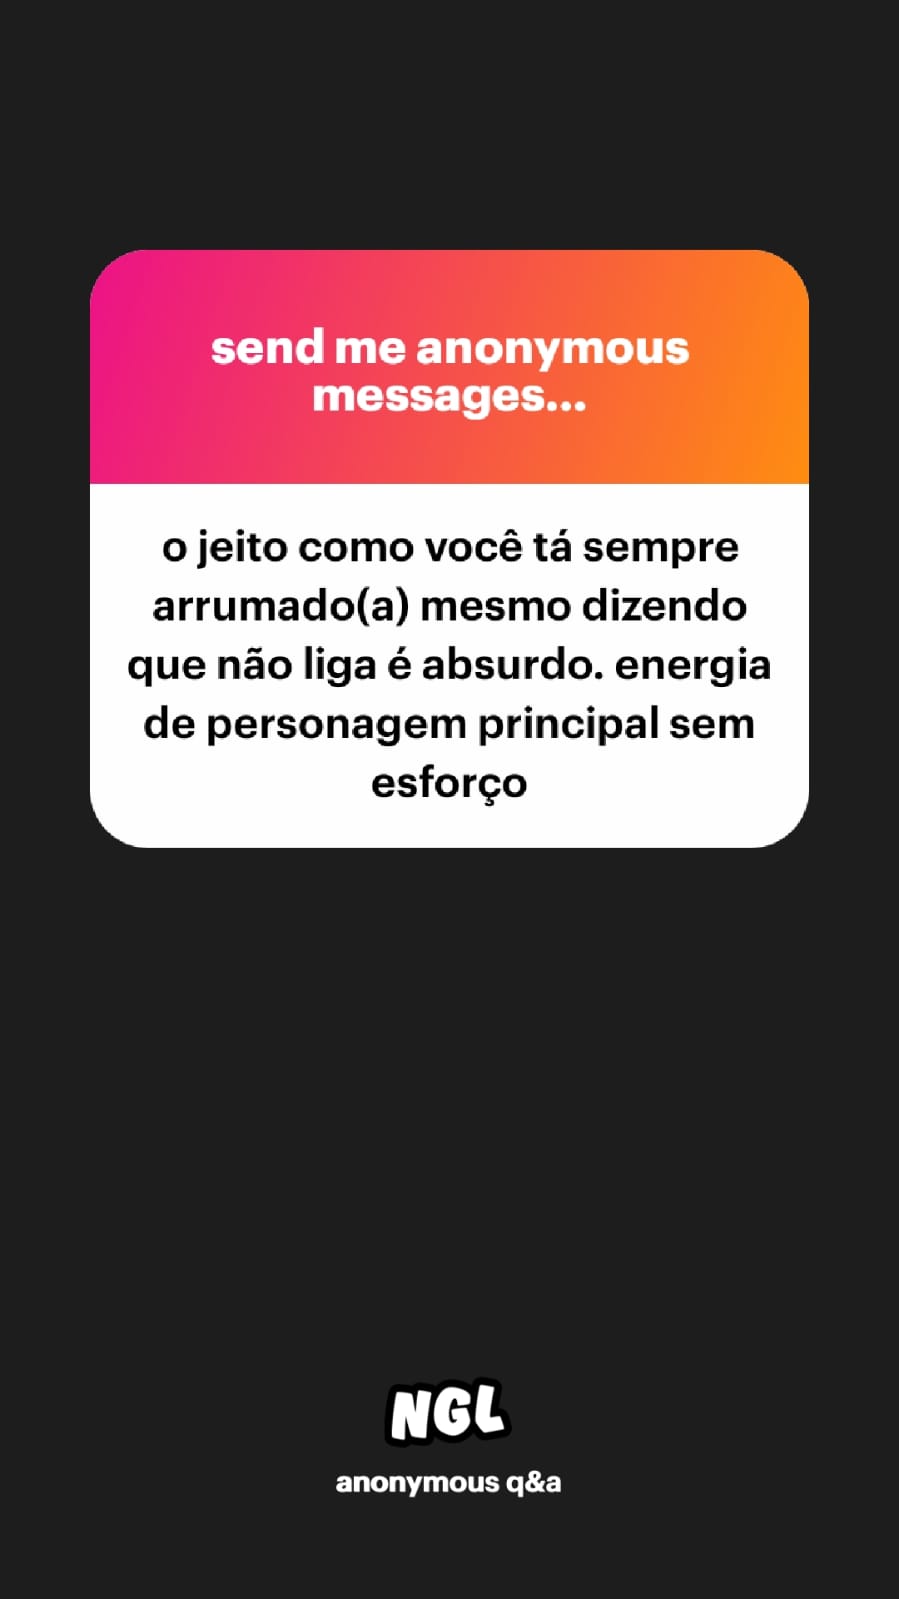 send me anonymous
messages...
o jeito como você tá sempre
arrumado(a) mesmo dizendo
que não liga é absurdo. energia
de personagem principal sem
esforço
NGL
anonymous q&a